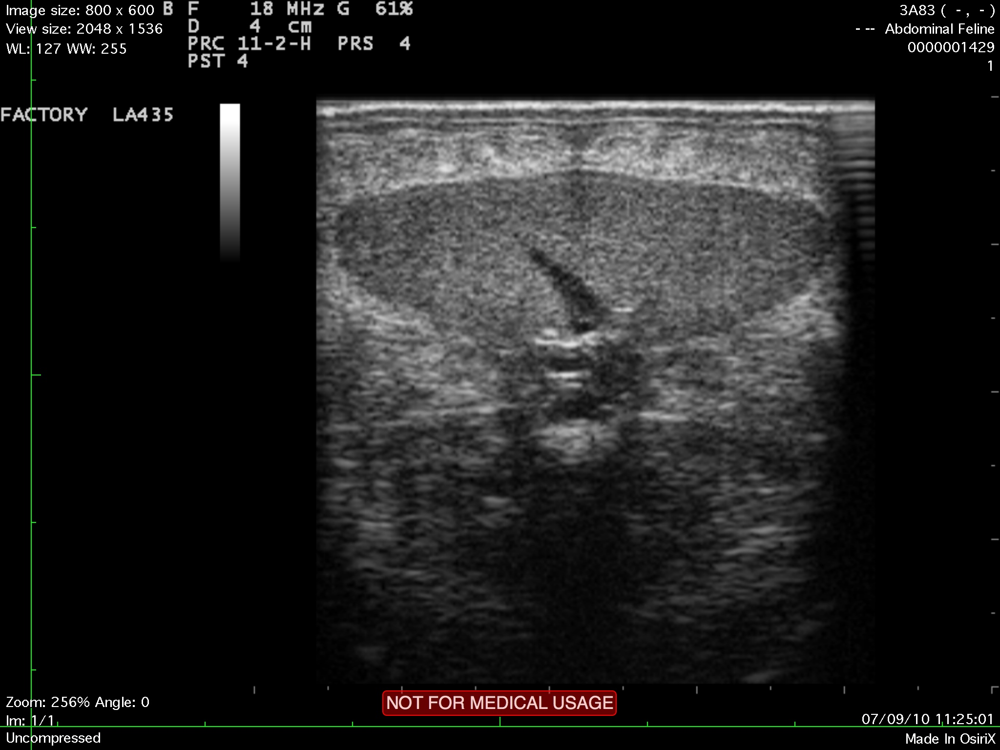 Image size: 800 x 600
View size: 2048 x 1536
WL: 127 WW: 255
B F 18 MHz G 61%
D 4 cm
PRC 11-2-H PRS 4
PST 4
3A83 ( - , - )
- -- Abdominal Feline
0000001429
1
FACTORY LA435
NOT FOR MEDICAL USAGE
Zoom: 256% Angle: 0
Im: 1/1
Uncompressed
07/09/10 11:25:01
Made In OsiriX